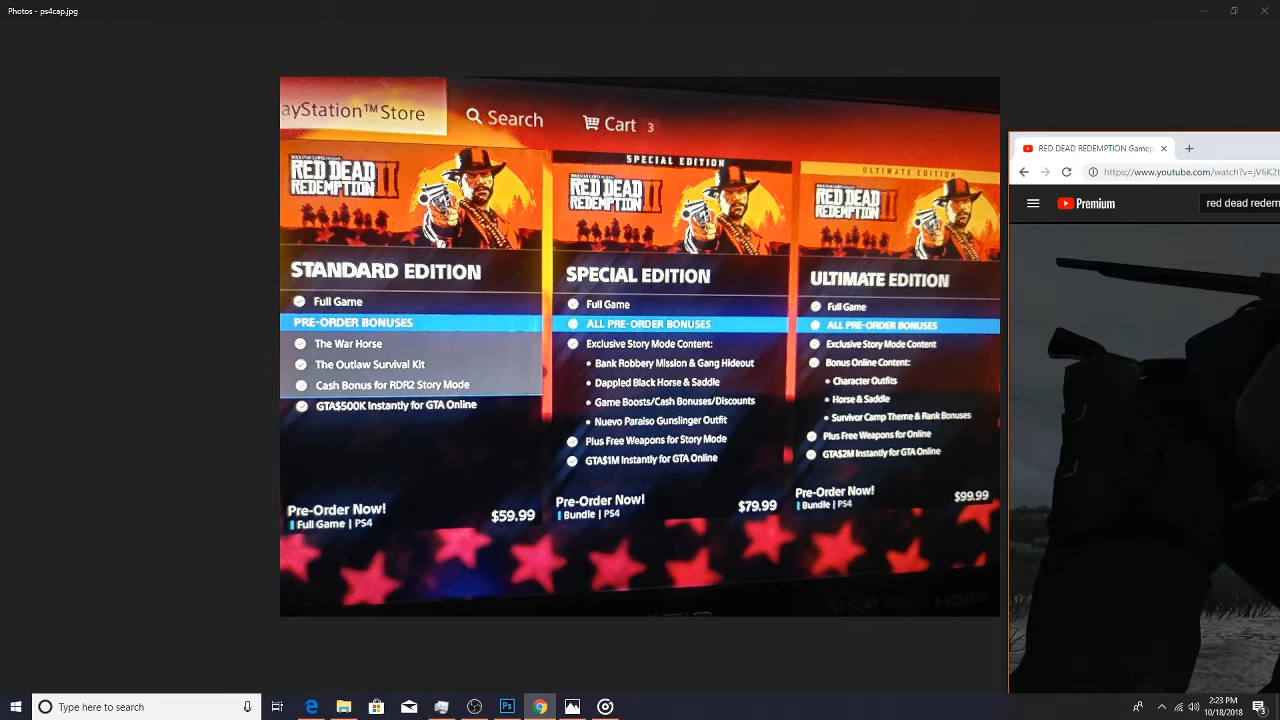 Photos - ps4cap.jpg
ayStation™Store
Search
Cart 3
RED DEAD
REDEMPTION II
STANDARD EDITION
Full Game
PRE-ORDER BONUSES
The War Horse
The Outlaw Survival Kit
Cash Bonus for RDR2 Story Mode
GTA$500K Instantly for GTA Online
Pre-Order Now!
Full Game | PS4
$59.99
SPECIAL EDITION
RED DEAD
REDEMPTION II
SPECIAL EDITION
Full Game
ALL PRE-ORDER BONUSES
Exclusive Story Mode Content:
• Bank Robbery Mission & Gang Hideout
• Dappled Black Horse & Saddle
• Game Boosts/Cash Bonuses/Discounts
• Nuevo Paraiso Gunslinger Outfit
Plus Free Weapons for Story Mode
GTA$1M Instantly for GTA Online
Pre-Order Now!
Bundle | PS4
$79.99
ULTIMATE EDITION
RED DEAD
REDEMPTION II
ULTIMATE EDITION
Full Game
ALL PRE-ORDER BONUSES
Exclusive Story Mode Content
Bonus Online Content:
• Character Outfits
• Horse & Saddle
• Survivor Camp Theme & Rank Bonuses
Plus Free Weapons for Online
GTA$2M Instantly for GTA Online
Pre-Order Now!
Bundle | PS4
$99.99
RED DEAD REDEMPTION Gamep
https://www.youtube.com/watch?v=jV6K2t
Premium
red dead redem
Type here to search
Ps
2:23 PM
10/18/2018